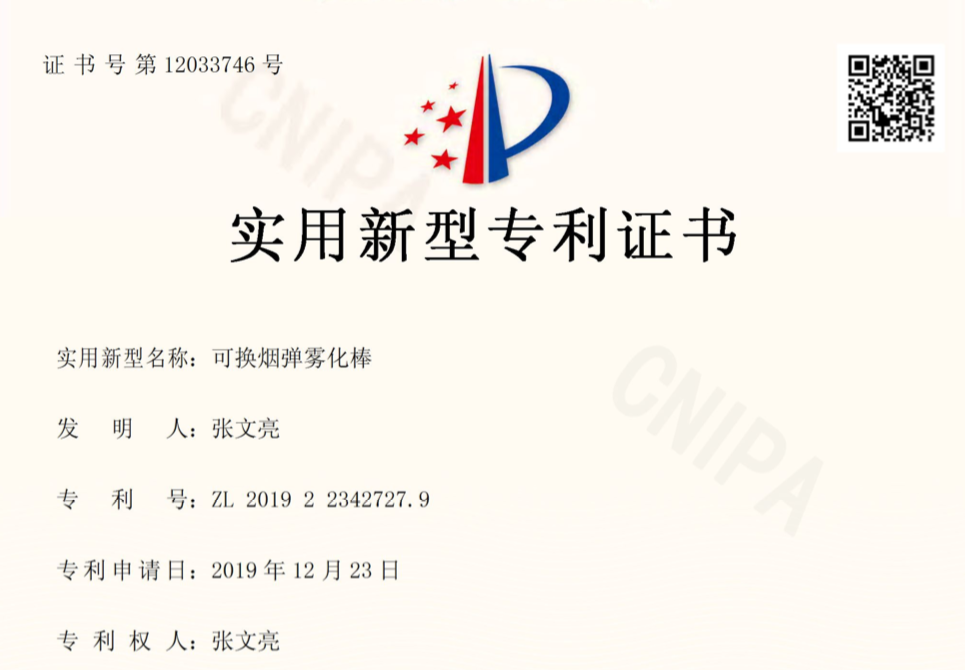 证书号第12033746号
CNIPA
实用新型专利证书
实用新型名称：可换烟弹雾化棒
CNIPA
发明人：张文亮
专利号：ZL 2019 2 2342727.9
专利申请日：2019年12月23日
专利权人：张文亮